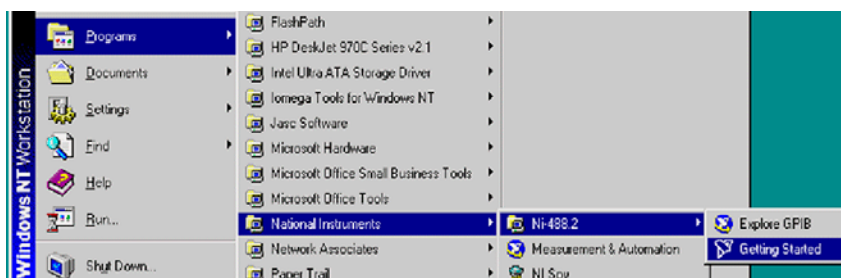 Windows NT Workstation
Programs
Documents
Settings
Find
Help
Run...
Shut Down...
FlashPath
HP DeskJet 970C Series v2.1
Intel Ultra ATA Storage Driver
Iomega Tools for Windows NT
Jasc Software
Microsoft Hardware
Microsoft Office Small Business Tools
Microsoft Office Tools
National Instruments
Network Associates
Paper Trail
Ni-488.2
Measurement & Automation
NI Spy
Explore GPIB
Getting Started